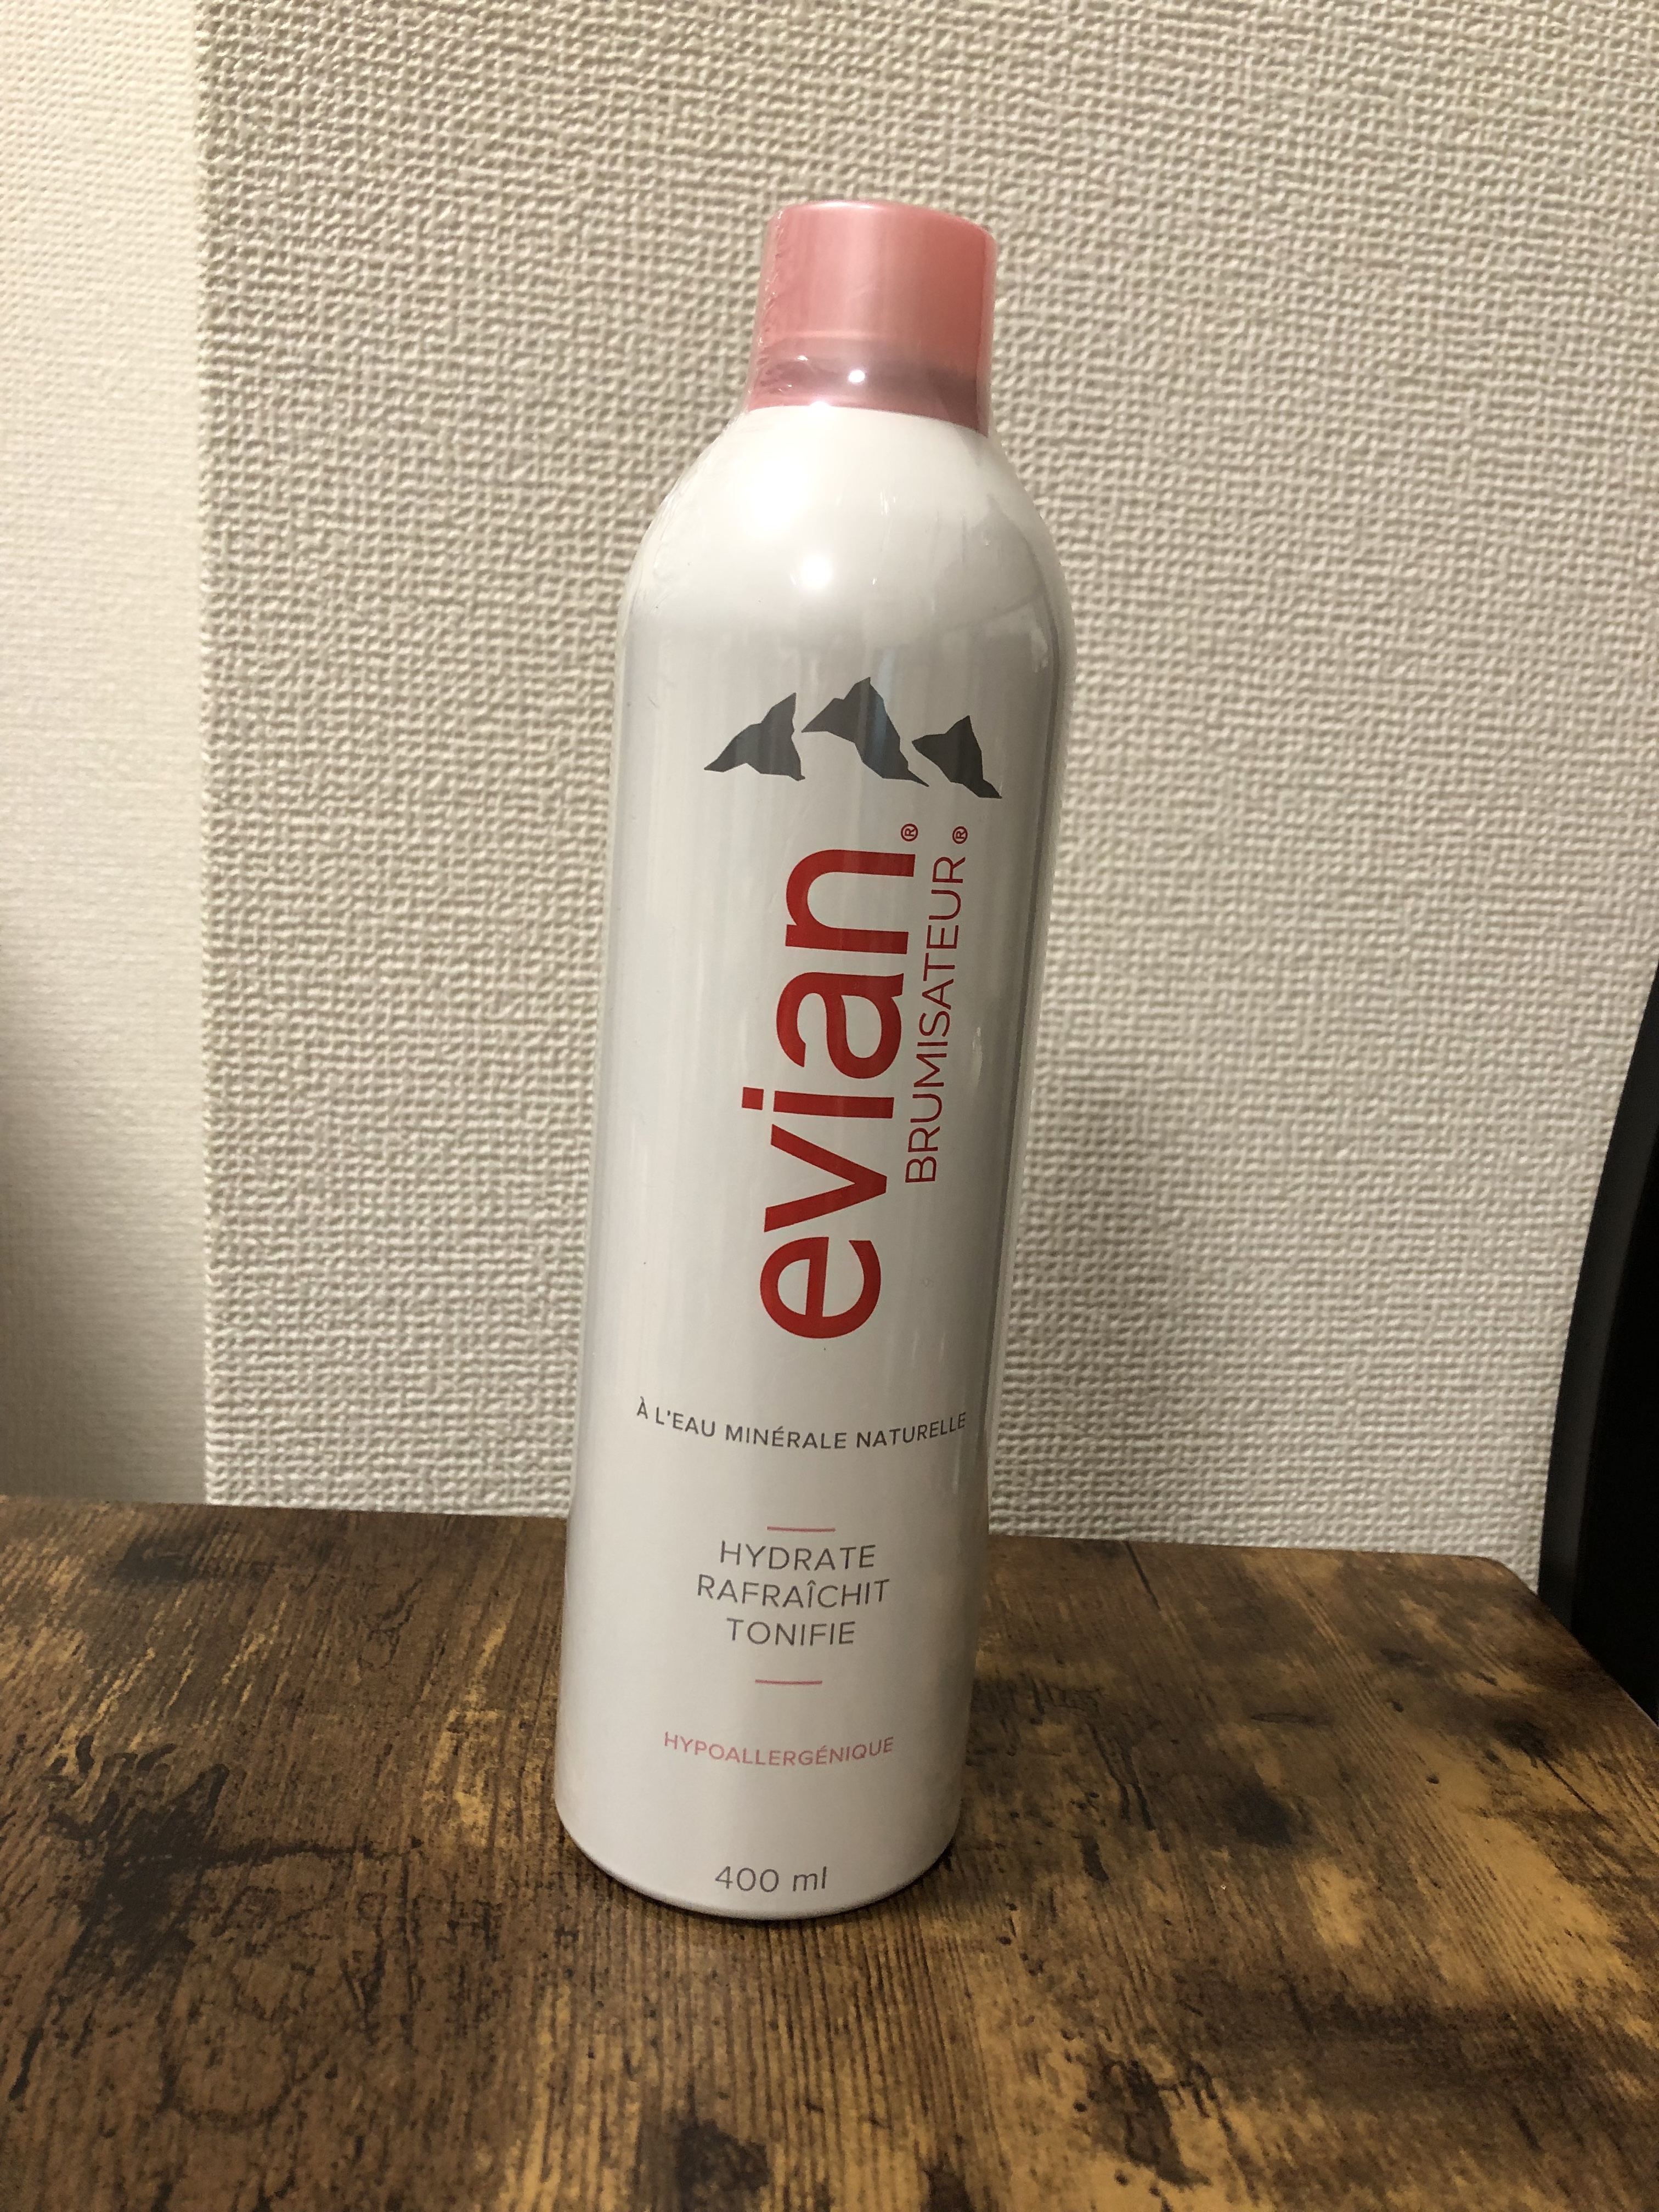 evian®
BRUMISATEUR®
À L'EAU MINÉRALE NATURELLE
HYDRATE
RAFRAÎCHIT
TONIFIE
HYPOALLERGÉNIQUE
400 ml